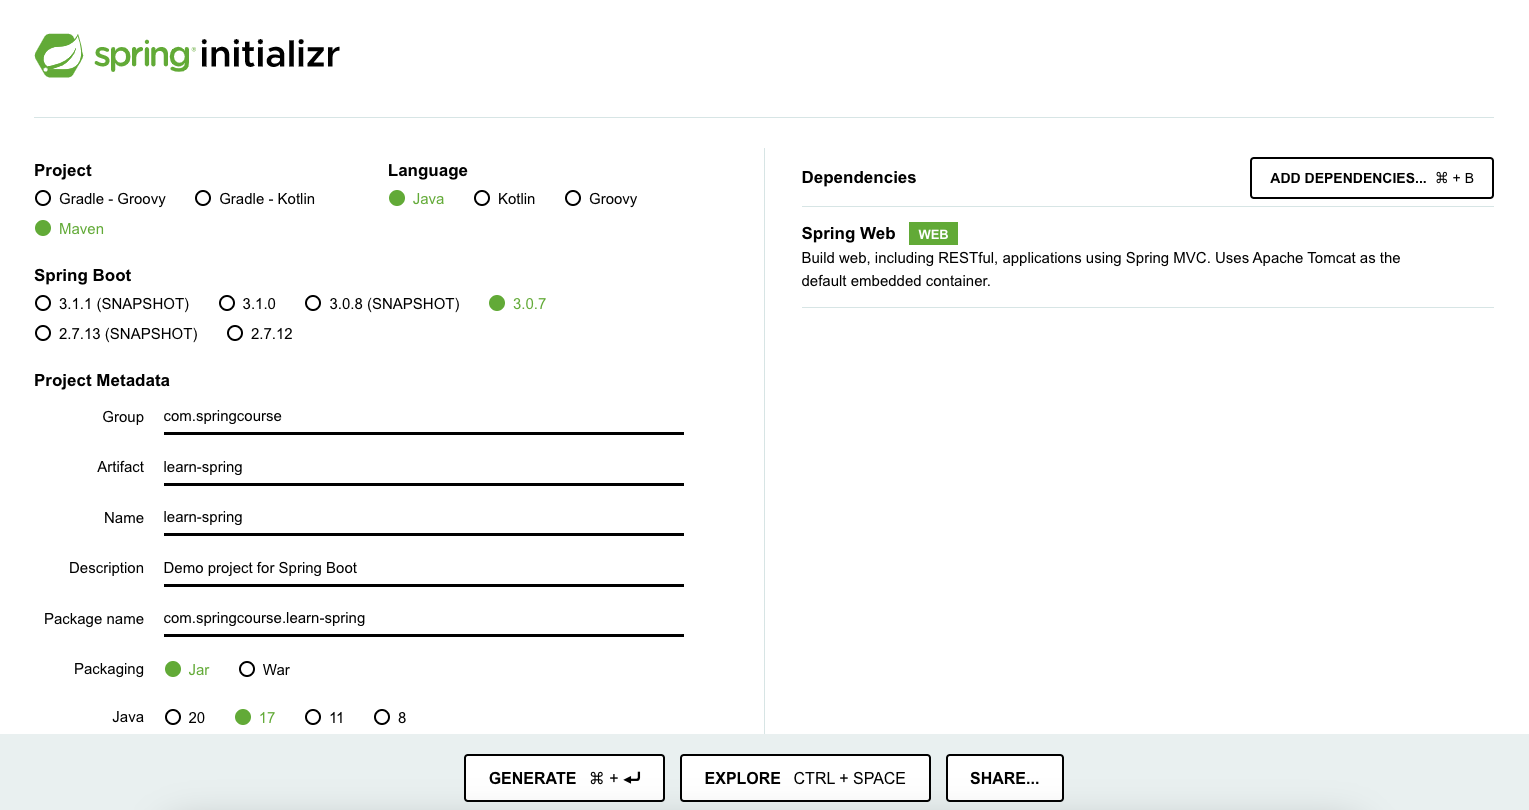 spring initializr
Project
Gradle - Groovy Gradle - Kotlin
Maven
Language
Java Kotlin Groovy
Spring Boot
3.1.1 (SNAPSHOT) 3.1.0 3.0.8 (SNAPSHOT) 3.0.7
2.7.13 (SNAPSHOT) 2.7.12
Project Metadata
Group com.springcourse
Artifact learn-spring
Name learn-spring
Description Demo project for Spring Boot
Package name com.springcourse.learn-spring
Packaging Jar War
Java 20 17 11 8
Dependencies
ADD DEPENDENCIES... ⌘ + B
Spring Web WEB
Build web, including RESTful, applications using Spring MVC. Uses Apache Tomcat as the
default embedded container.
GENERATE ⌘ + ↵
EXPLORE CTRL + SPACE
SHARE...